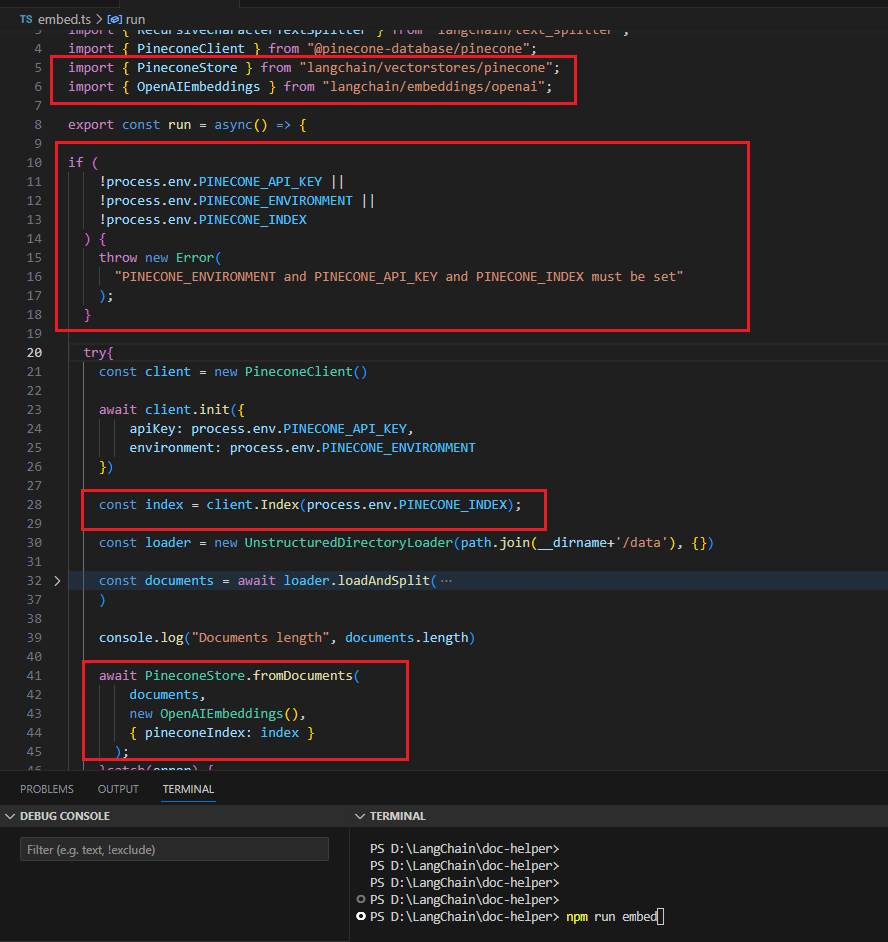 TS embed.ts > run
3 import { RecursiveCharacterTextSplitter } from "langchain/text_splitter";
4 import { PineconeClient } from "@pinecone-database/pinecone";
5 import { PineconeStore } from "langchain/vectorstores/pinecone";
6 import { OpenAIEmbeddings } from "langchain/embeddings/openai";
7
8 export const run = async() => {
9
10 if (
11 !process.env.PINECONE_API_KEY ||
12 !process.env.PINECONE_ENVIRONMENT ||
13 !process.env.PINECONE_INDEX
14 ) {
15 throw new Error(
16 "PINECONE_ENVIRONMENT and PINECONE_API_KEY and PINECONE_INDEX must be set"
17 );
18 }
19
20 try{
21 const client = new PineconeClient()
22
23 await client.init({
24 apiKey: process.env.PINECONE_API_KEY,
25 environment: process.env.PINECONE_ENVIRONMENT
26 })
27
28 const index = client.Index(process.env.PINECONE_INDEX);
29
30 const loader = new UnstructuredDirectoryLoader(path.join(__dirname+'/data'), {})
31
32 > const documents = await loader.loadAndSplit( ···
37 )
38
39 console.log("Documents length", documents.length)
40
41 await PineconeStore.fromDocuments(
42 documents,
43 new OpenAIEmbeddings(),
44 { pineconeIndex: index }
45 );
46 }catch(error) {
PROBLEMS OUTPUT TERMINAL
DEBUG CONSOLE
Filter (e.g. text, !exclude)
TERMINAL
PS D:\LangChain\doc-helper>
PS D:\LangChain\doc-helper>
PS D:\LangChain\doc-helper>
PS D:\LangChain\doc-helper>
PS D:\LangChain\doc-helper> npm run embed